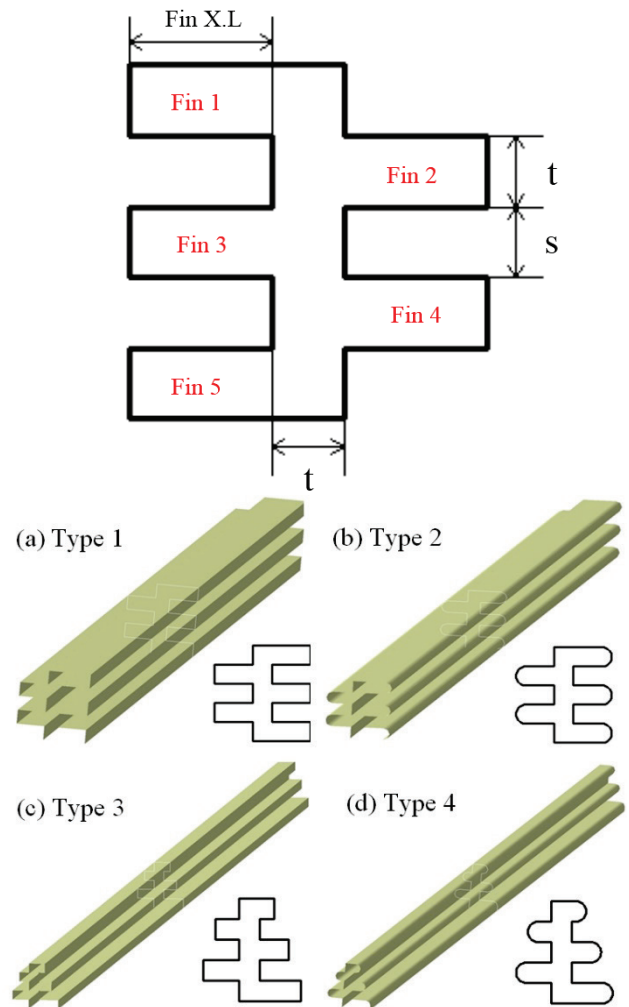 Fin X.L
Fin 1
Fin 2
t
Fin 3
s
Fin 4
Fin 5
t
(a) Type 1
(b) Type 2
(c) Type 3
(d) Type 4